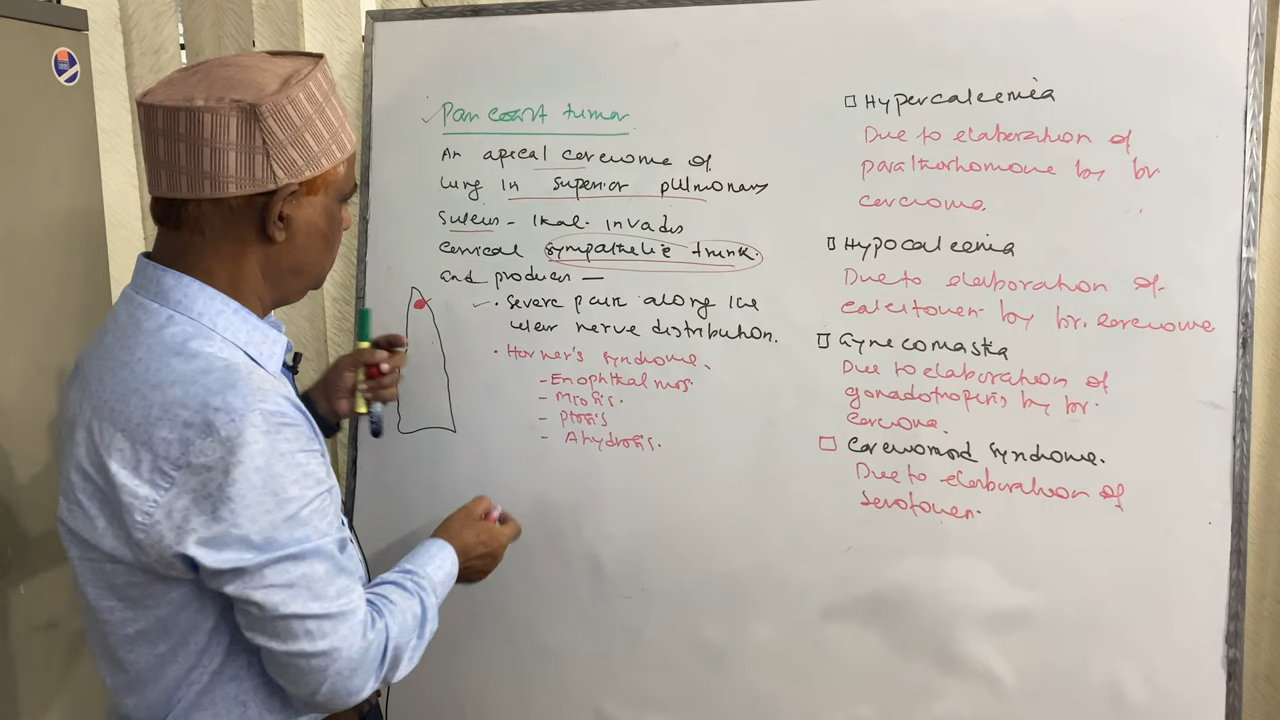 Pancoast tumor
An apical carcinoma of
lung in superior pulmonary
Sulcus - that invades
Cervical sympathetic trunk.
and produces —
• Severe pain along the
ulnar nerve distribution.
• Horner's syndrome.
- Enophthalmos.
- Miosis.
- Ptosis
- Ahydrosis.
□ Hypercalcemia
Due to elaboration of
parathormone by br.
carcinoma.
□ Hypocalcemia
Due to elaboration of
calcitonin by br. carcinoma
□ Gynecomastia
Due to elaboration of
gonadotropins by br.
carcinoma.
□ Carcinoid syndrome.
Due to elaboration of
serotonin.